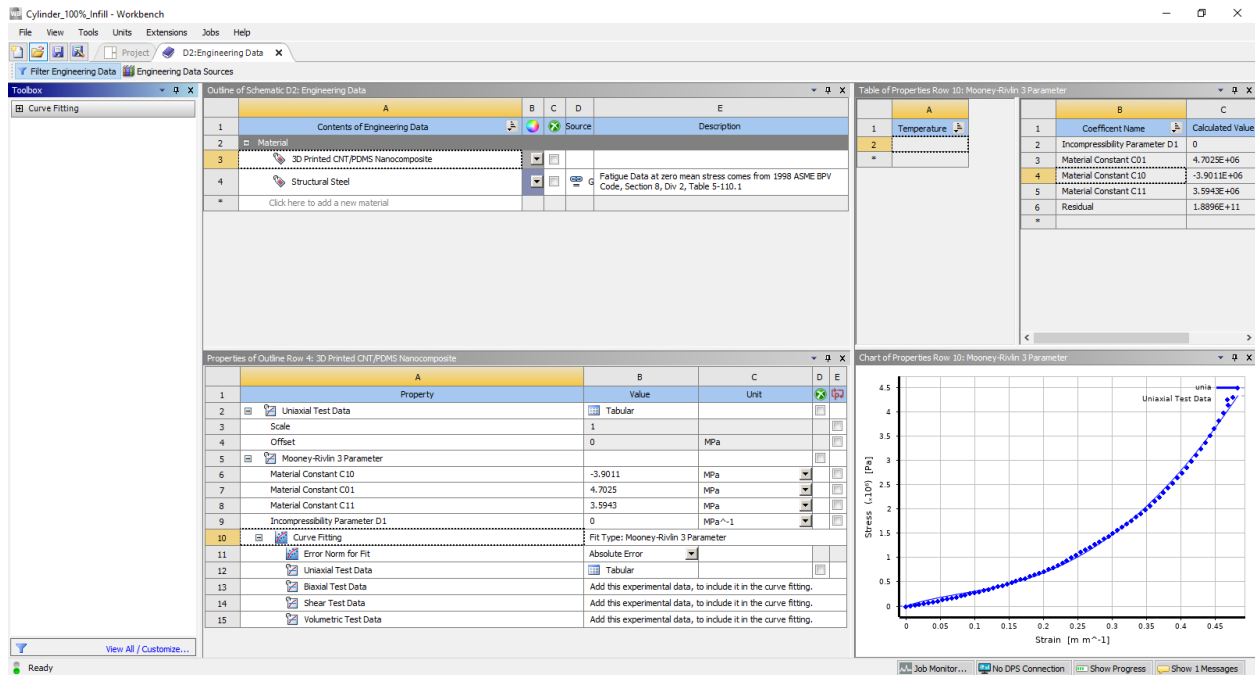 Cylinder_100%_Infill - Workbench
File View Tools Units Extensions Jobs Help
Project D2:Engineering Data
Filter Engineering Data Engineering Data Sources
Toolbox
Curve Fitting
View All / Customize...
Outline of Schematic D2: Engineering Data
A B C D E
1 Contents of Engineering Data Source Description
2 Material
3 3D Printed CNT/PDMS Nanocomposite
4 Structural Steel G Fatigue Data at zero mean stress comes from 1998 ASME BPV
Code, Section 8, Div 2, Table 5-110.1
* Click here to add a new material
Table of Properties Row 10: Mooney-Rivlin 3 Parameter
A
1 Temperature
2
*
B C
1 Coefficent Name Calculated Value
2 Incompressibility Parameter D1 0
3 Material Constant C01 4.7025E+06
4 Material Constant C10 -3.9011E+06
5 Material Constant C11 3.5943E+06
6 Residual 1.8896E+11
*
Properties of Outline Row 4: 3D Printed CNT/PDMS Nanocomposite
A B C D E
1 Property Value Unit
2 Uniaxial Test Data Tabular
3 Scale 1
4 Offset 0 MPa
5 Mooney-Rivlin 3 Parameter
6 Material Constant C10 -3.9011 MPa
7 Material Constant C01 4.7025 MPa
8 Material Constant C11 3.5943 MPa
9 Incompressibility Parameter D1 0 MPa^-1
10 Curve Fitting Fit Type: Mooney-Rivlin 3 Parameter
11 Error Norm for Fit Absolute Error
12 Uniaxial Test Data Tabular
13 Biaxial Test Data Add this experimental data, to include it in the curve fitting.
14 Shear Test Data Add this experimental data, to include it in the curve fitting.
15 Volumetric Test Data Add this experimental data, to include it in the curve fitting.
Chart of Properties Row 10: Mooney-Rivlin 3 Parameter
unia
Uniaxial Test Data
4.5
4
3.5
3
2.5
2
1.5
1
0.5
0
Stress (.10⁶) [Pa]
0 0.05 0.1 0.15 0.2 0.25 0.3 0.35 0.4 0.45
Strain [m m^-1]
Ready
Job Monitor... No DPS Connection Show Progress Show 1 Messages